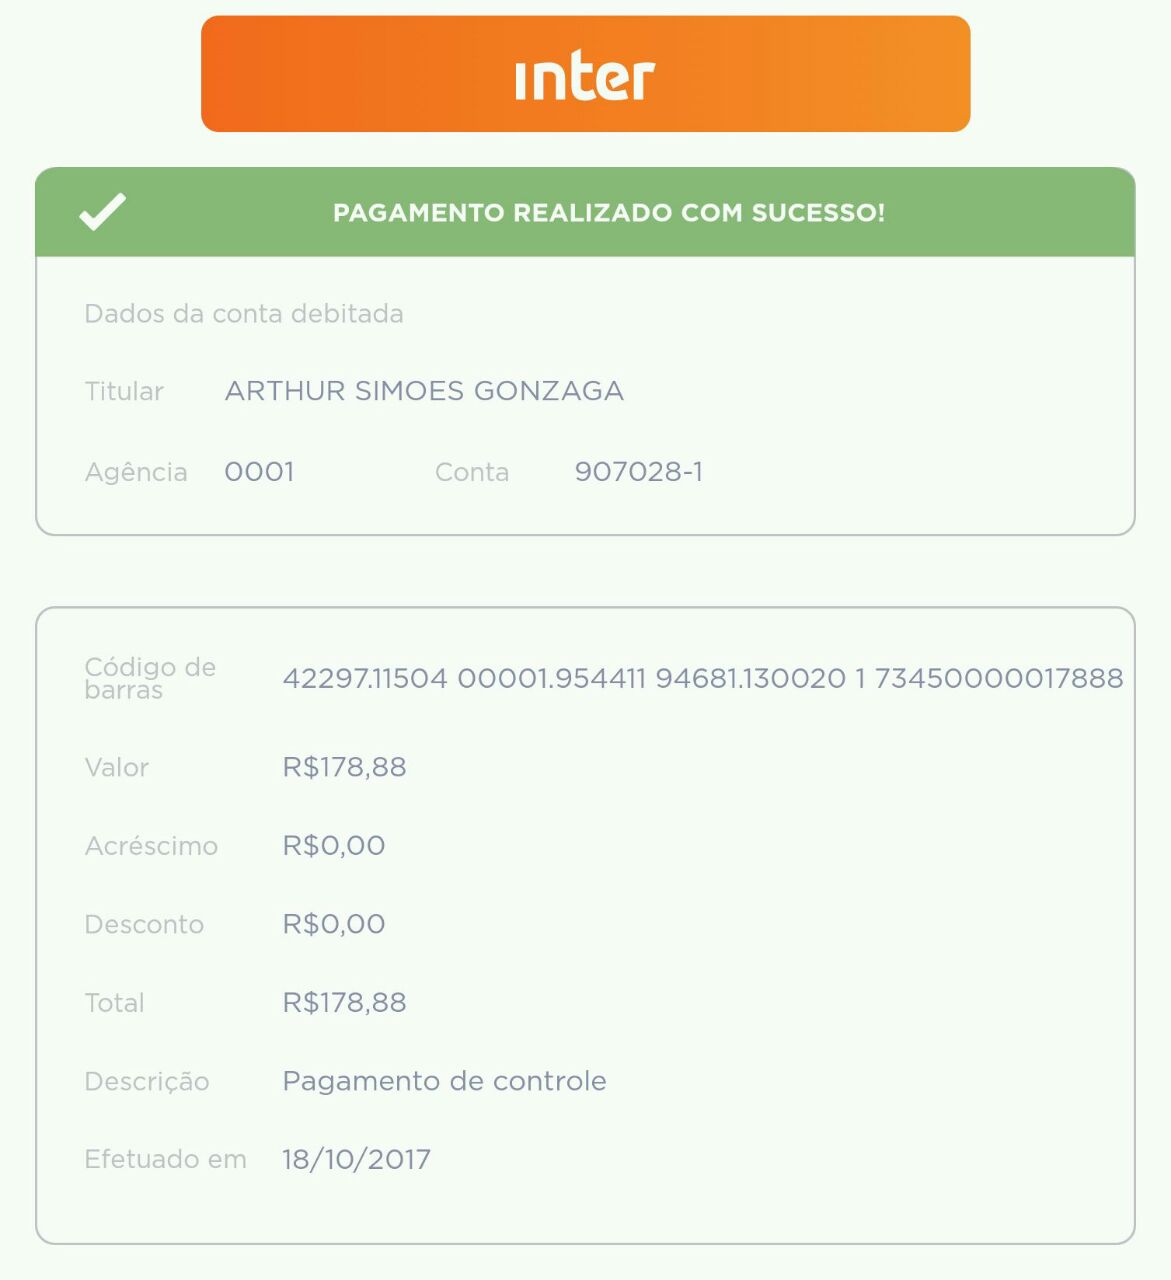 inter
PAGAMENTO REALIZADO COM SUCESSO!
Dados da conta debitada
Titular ARTHUR SIMOES GONZAGA
Agência 0001 Conta 907028-1
Código de
barras
42297.11504 00001.954411 94681.130020 1 73450000017888
Valor R$178,88
Acréscimo R$0,00
Desconto R$0,00
Total R$178,88
Descrição Pagamento de controle
Efetuado em 18/10/2017